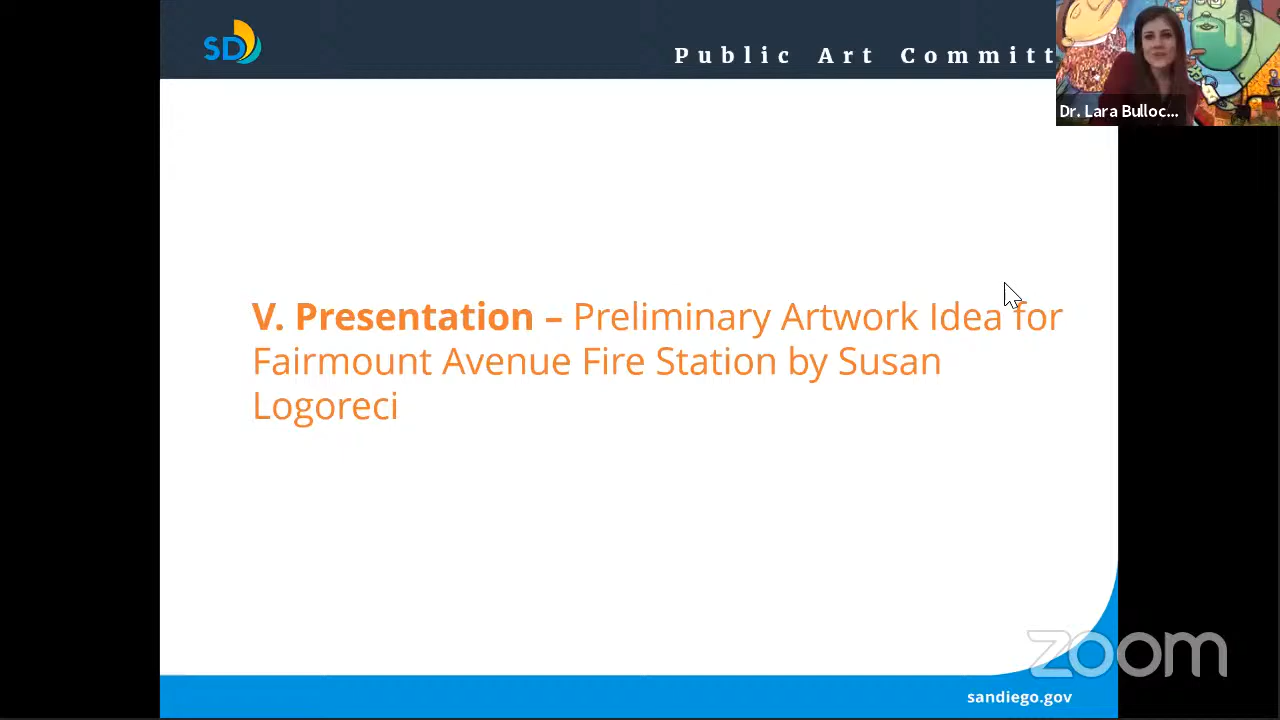 SD
Public Art Committ
Dr. Lara Bulloc...
V. Presentation – Preliminary Artwork Idea for
Fairmount Avenue Fire Station by Susan
Logoreci
zoom
sandiego.gov